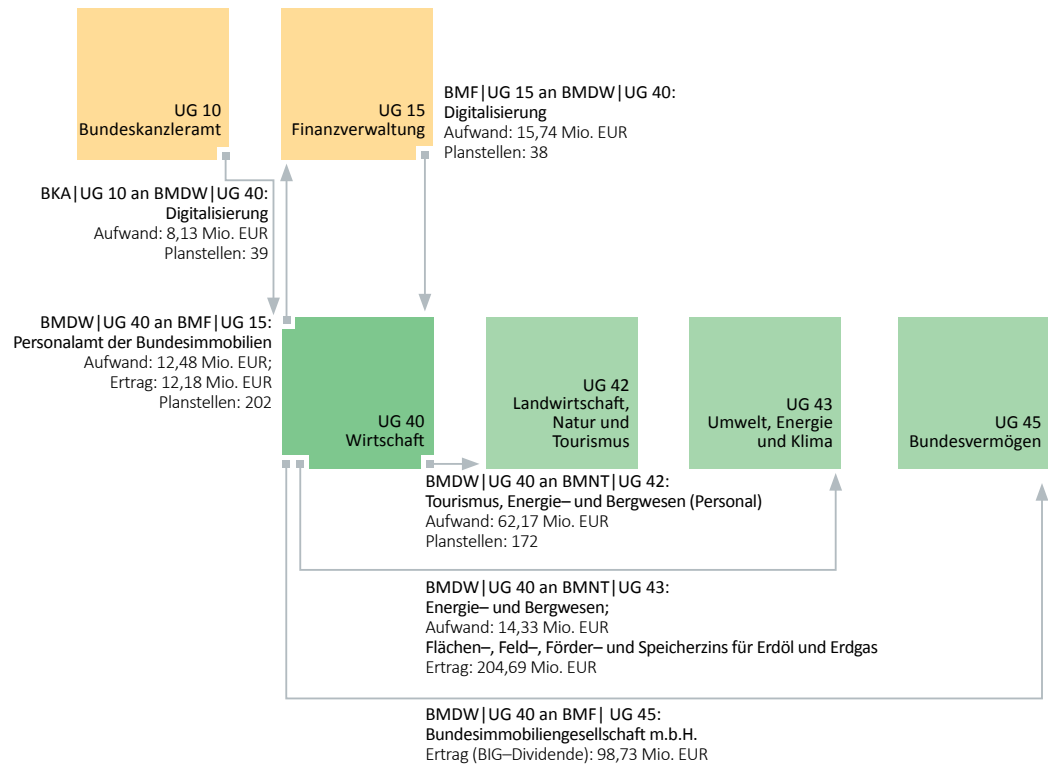 UG 10
Bundeskanzleramt
UG 15
Finanzverwaltung
BMF|UG 15 an BMDW|UG 40:
Digitalisierung
Aufwand: 15,74 Mio. EUR
Planstellen: 38
BKA|UG 10 an BMDW|UG 40:
Digitalisierung
Aufwand: 8,13 Mio. EUR
Planstellen: 39
BMDW|UG 40 an BMF|UG 15:
Personalamt der Bundesimmobilien
Aufwand: 12,48 Mio. EUR;
Ertrag: 12,18 Mio. EUR
Planstellen: 202
UG 40
Wirtschaft
UG 42
Landwirtschaft,
Natur und
Tourismus
UG 43
Umwelt, Energie
und Klima
UG 45
Bundesvermögen
BMDW|UG 40 an BMNT|UG 42:
Tourismus, Energie– und Bergwesen (Personal)
Aufwand: 62,17 Mio. EUR
Planstellen: 172
BMDW|UG 40 an BMNT|UG 43:
Energie– und Bergwesen;
Aufwand: 14,33 Mio. EUR
Flächen–, Feld–, Förder– und Speicherzins für Erdöl und Erdgas
Ertrag: 204,69 Mio. EUR
BMDW|UG 40 an BMF| UG 45:
Bundesimmobiliengesellschaft m.b.H.
Ertrag (BIG–Dividende): 98,73 Mio. EUR